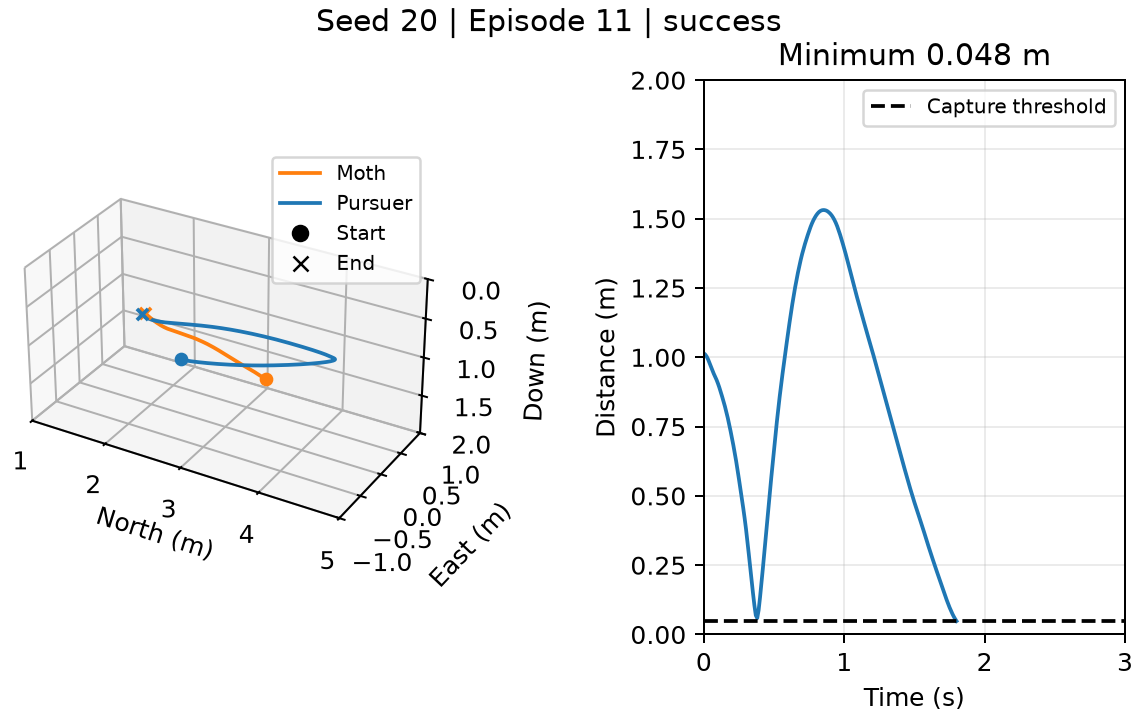 Seed 20 | Episode 11 | success
Moth
Pursuer
Start
End
0.0
0.5
1.0
1.5
2.0
Down (m)
1
2
3
4
5
North (m)
1.0
0.5
0.0
−0.5
−1.0
East (m)
Minimum 0.048 m
Capture threshold
2.00
1.75
1.50
1.25
1.00
0.75
0.50
0.25
0.00
Distance (m)
0
1
2
3
Time (s)